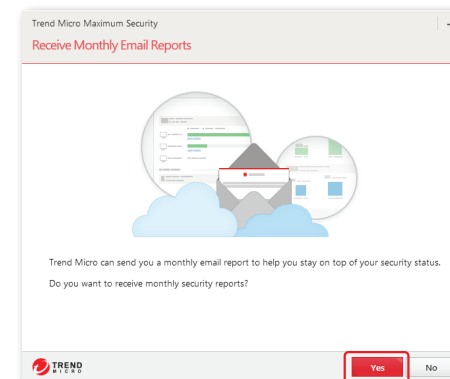 Trend Micro Maximum Security
Receive Monthly Email Reports
Trend Micro can send you a monthly email report to help you stay on top of your security status.
Do you want to receive monthly security reports?
TREND
MICRO
Yes
No